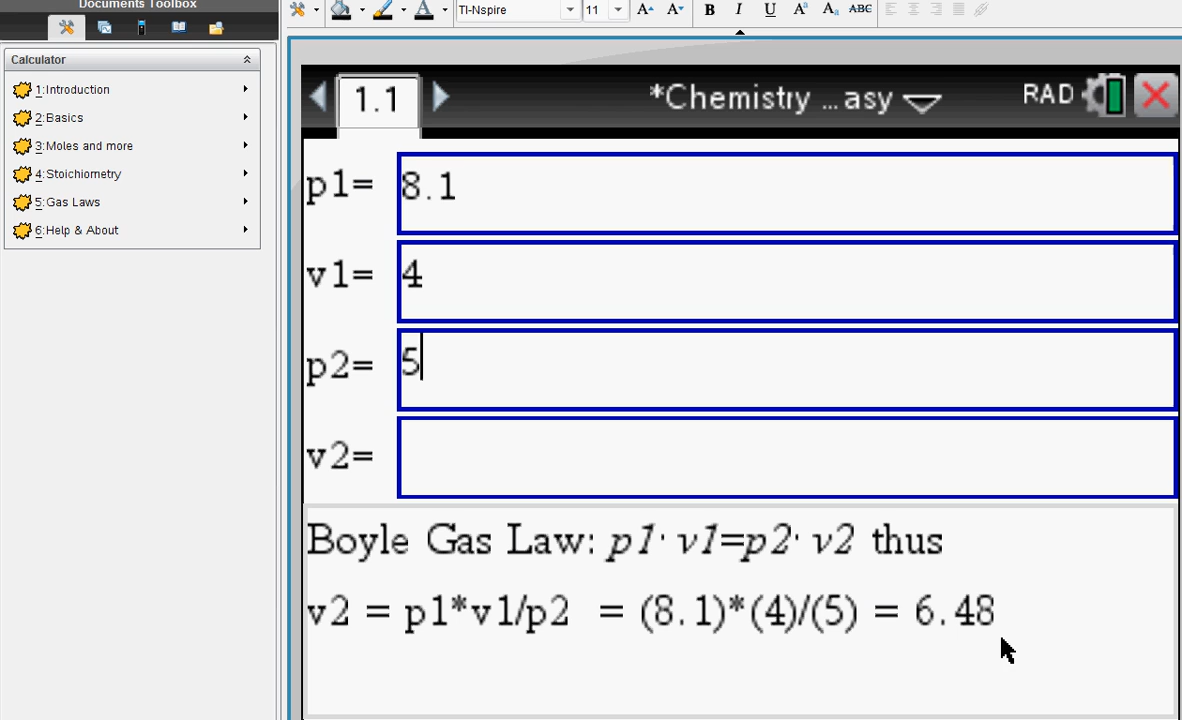 Documents Toolbox
TI-Nspire 11 A A B I U Aa Aa ABC
Calculator
1:Introduction
2:Basics
3:Moles and more
4:Stoichiometry
5:Gas Laws
6:Help & About
1.1 *Chemistry ...asy RAD
p1= 8.1
v1= 4
p2= 5
v2=
Boyle Gas Law: p1· v1=p2· v2 thus
v2 = p1*v1/p2 = (8.1)*(4)/(5) = 6.48